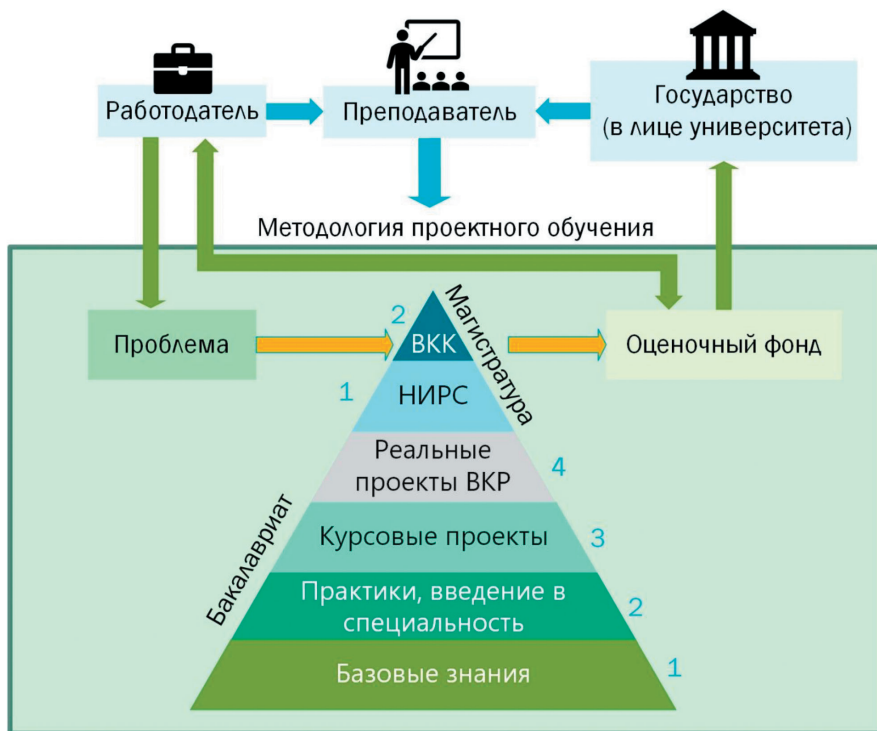 Работодатель
Преподаватель
Государство
(в лице университета)
Методология проектного обучения
Проблема
2
ВКК
Магистратура
Оценочный фонд
1
НИРС
Реальные
проекты ВКР
4
Бакалавриат
Курсовые проекты
3
Практики, введение в
специальность
2
Базовые знания
1